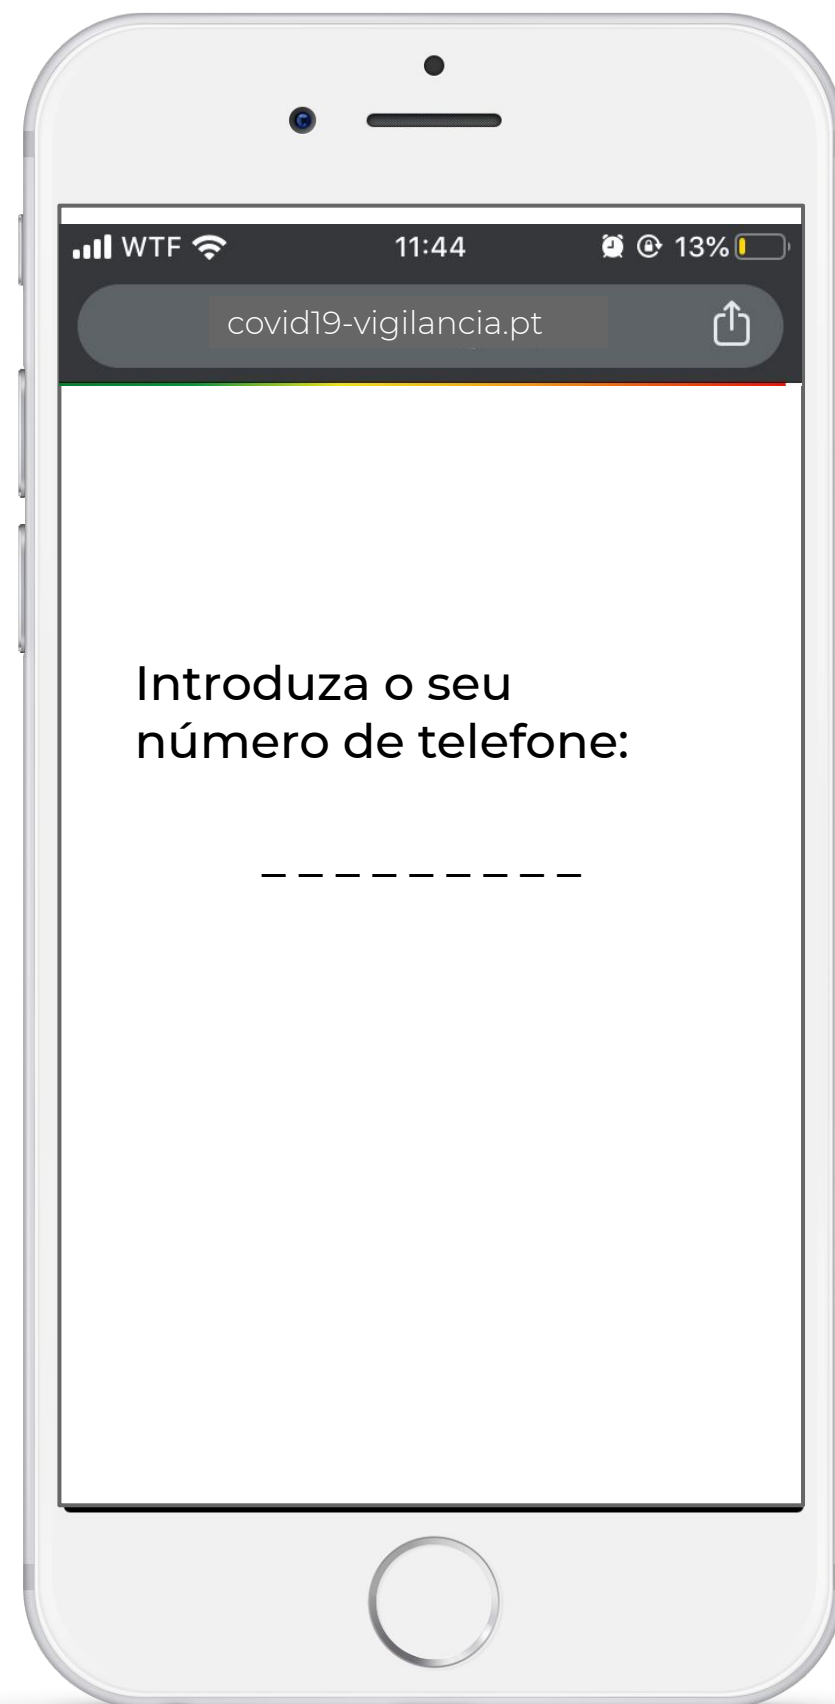 WTF 11:44 13%
covid19-vigilancia.pt
Introduza o seu
número de telefone:
_ _ _ _ _ _ _ _ _